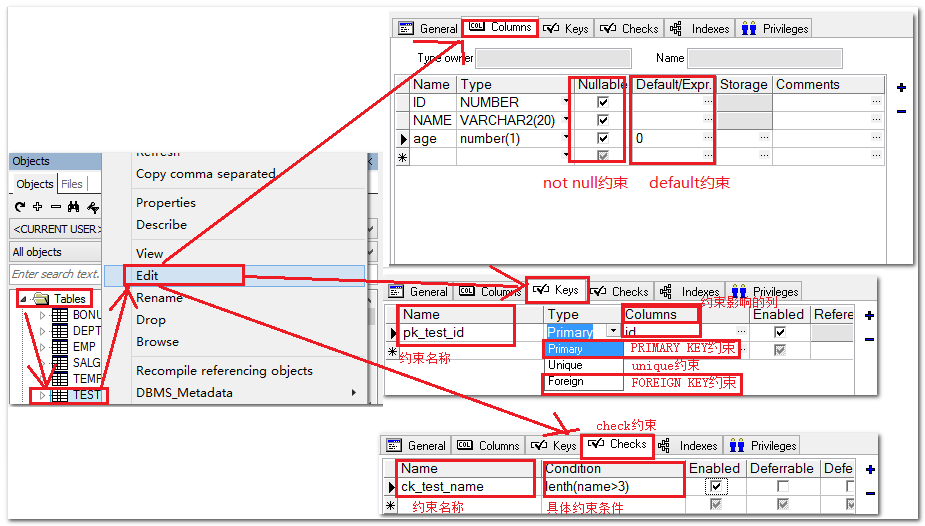 General Columns Keys Checks Indexes Privileges
Type owner Name
Name Type Nullable Default/Expr. Storage Comments
ID NUMBER
NAME VARCHAR2(20)
age number(1) 0
not null约束 default约束
Objects
Objects Files
<CURRENT USER>
All objects
Enter search text.
Tables
DEPT
EMP
SALG
TEMP
TEST
Copy comma separated
Properties
Describe
View
Edit
Rename
Drop
Browse
Recompile referencing objects
DBMS_Metadata
General Columns Keys Checks Indexes Privileges
约束影响的列
Name Type Columns Enabled Refere
pk_test_id Primary id
约束名称
Primary PRIMARY KEY约束
Unique unique约束
Foreign FOREIGN KEY约束
check约束
General Columns Keys Checks Indexes Privileges
Name Condition Enabled Deferrable Defe
ck_test_name lenth(name>3)
约束名称 具体约束条件